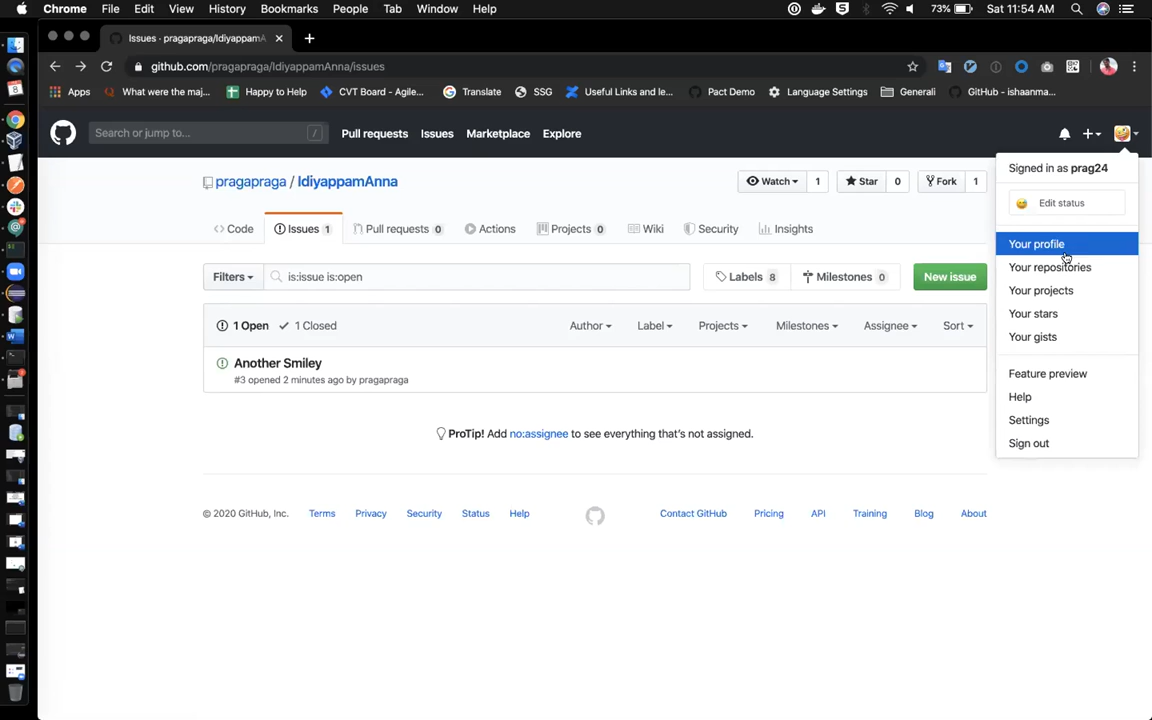 Chrome File Edit View History Bookmarks People Tab Window Help 73% Sat 11:54 AM
Issues · pragapraga/IdiyappamA
github.com/pragapraga/IdiyappamAnna/issues
Apps What were the maj... Happy to Help CVT Board - Agile... Translate SSG Useful Links and le... Pact Demo Language Settings Generali GitHub - ishaanma...
Search or jump to... / Pull requests Issues Marketplace Explore
Signed in as prag24
pragapraga / IdiyappamAnna Watch 1 Star 0 Fork 1
Edit status
Code Issues 1 Pull requests 0 Actions Projects 0 Wiki Security Insights
Your profile
Your repositories
Your projects
Your stars
Your gists
Feature preview
Help
Settings
Sign out
Filters is:issue is:open Labels 8 Milestones 0 New issue
1 Open 1 Closed Author Label Projects Milestones Assignee Sort
Another Smiley
#3 opened 2 minutes ago by pragapraga
ProTip! Add no:assignee to see everything that's not assigned.
© 2020 GitHub, Inc. Terms Privacy Security Status Help Contact GitHub Pricing API Training Blog About